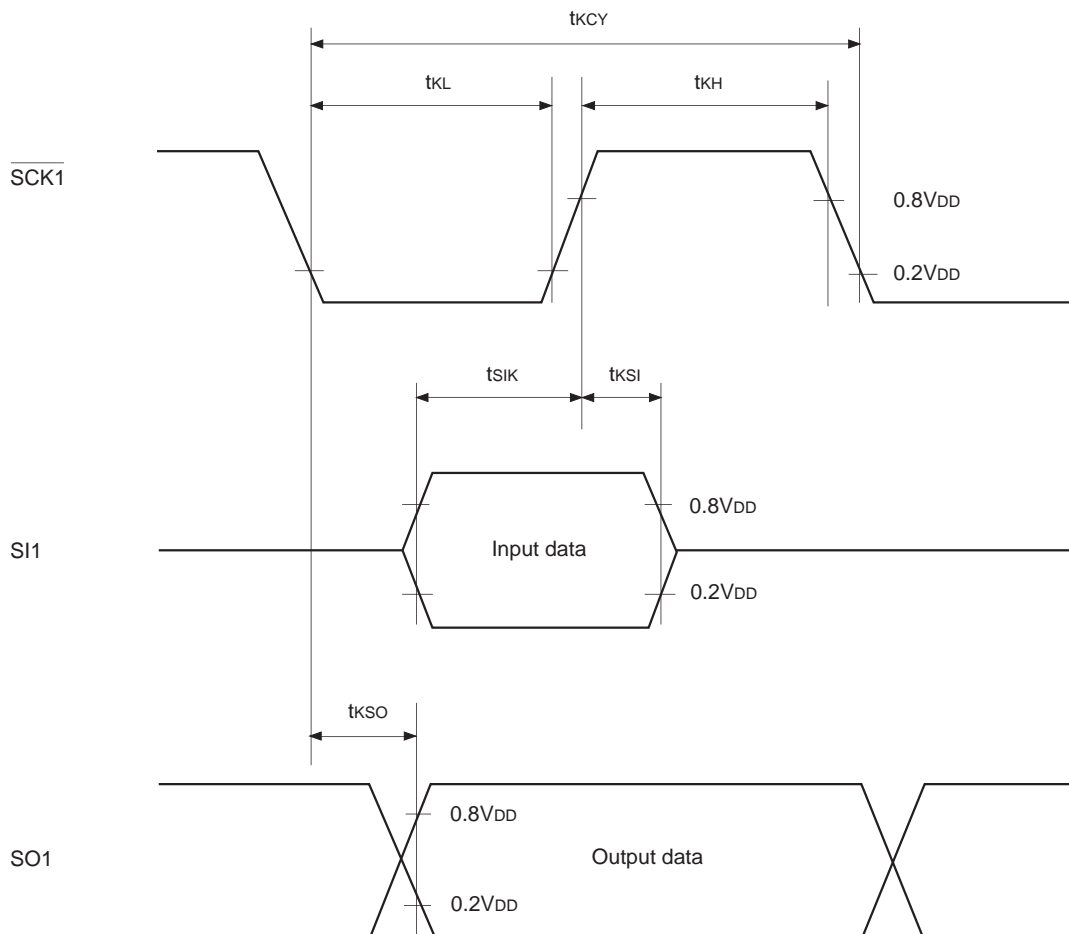 tKCY
tKL
tKH
SCK1
0.8VDD
0.2VDD
tSIK
tKSI
0.8VDD
SI1
Input data
0.2VDD
tKSO
0.8VDD
SO1
Output data
0.2VDD